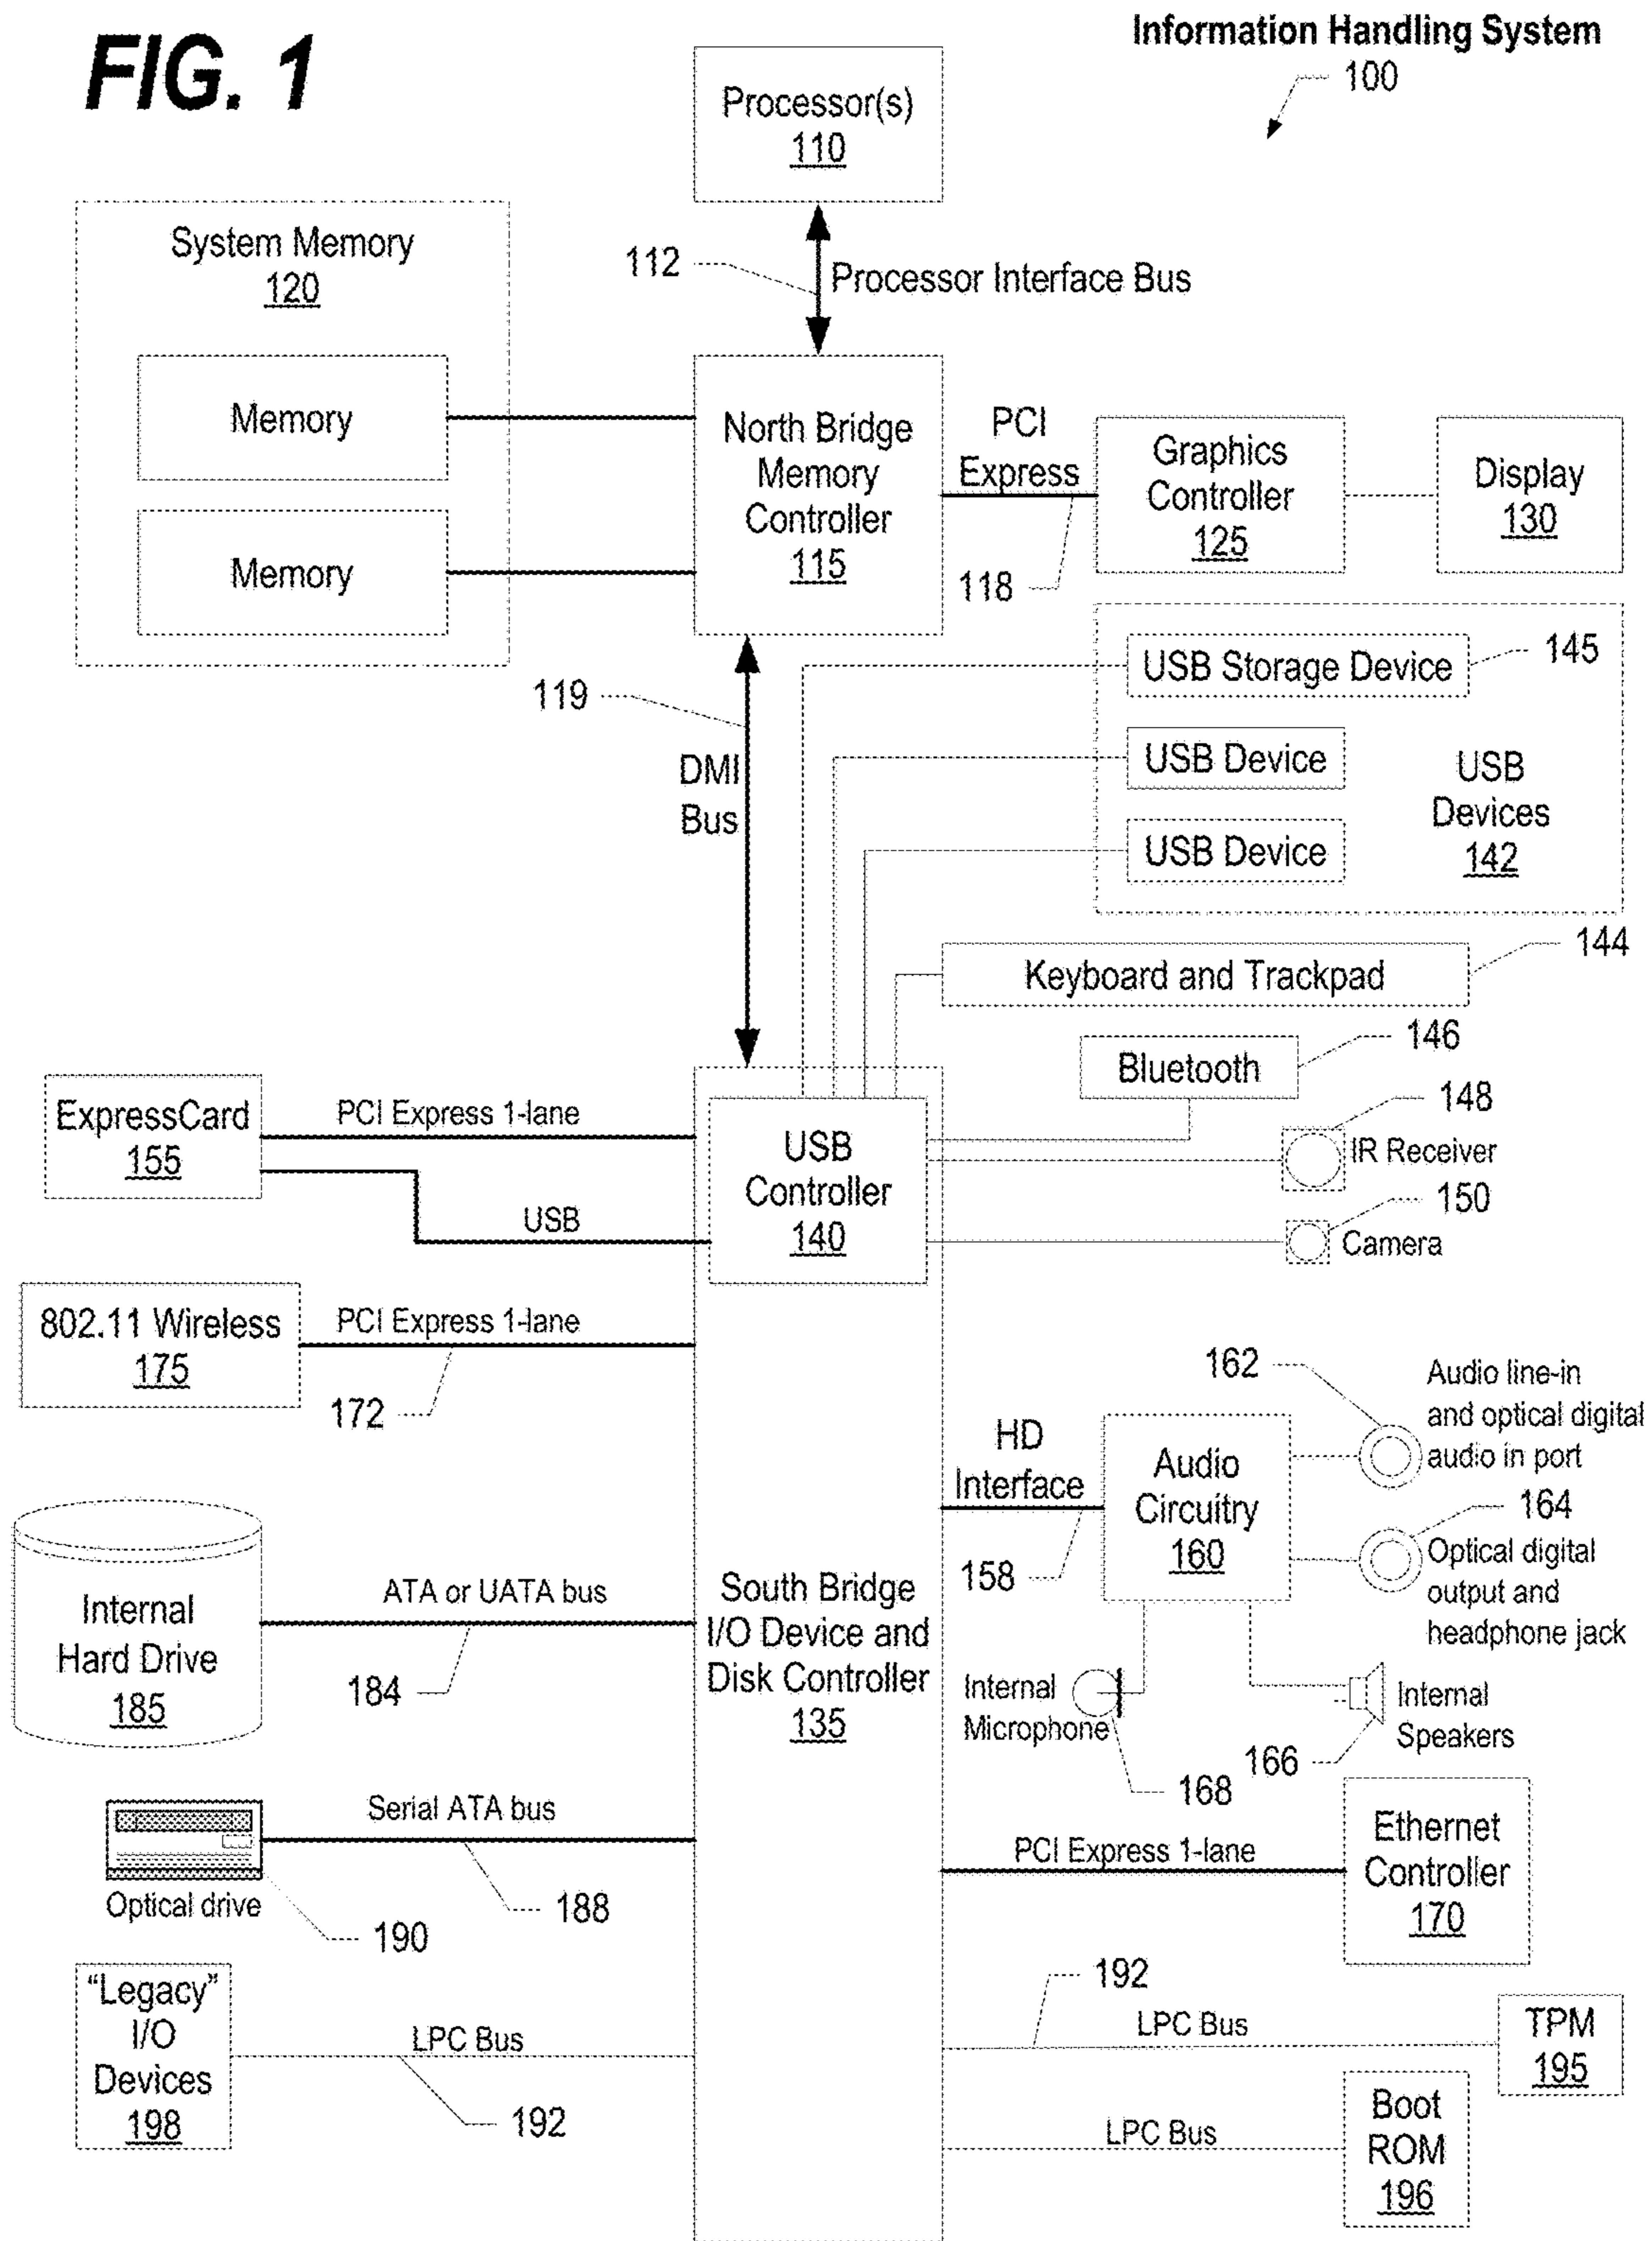 FIG. 1
Information Handling System
100
Processor(s)
110
System Memory
120
112
Processor Interface Bus
Memory
Memory
North Bridge
Memory
Controller
115
PCI
Express
118
Graphics
Controller
125
Display
130
119
DMI
Bus
USB Storage Device
145
USB Device
USB Device
USB
Devices
142
Keyboard and Trackpad
144
Bluetooth
146
148
IR Receiver
150
Camera
ExpressCard
155
PCI Express 1-lane
USB
USB
Controller
140
802.11 Wireless
175
PCI Express 1-lane
172
162
Audio line-in
and optical digital
audio in port
HD
Interface
158
Audio
Circuitry
160
164
Optical digital
output and
headphone jack
Internal
Hard Drive
185
ATA or UATA bus
184
South Bridge
I/O Device and
Disk Controller
135
Internal
Microphone
168
166
Internal
Speakers
Serial ATA bus
188
Optical drive
190
PCI Express 1-lane
Ethernet
Controller
170
"Legacy"
I/O
Devices
198
LPC Bus
192
192
LPC Bus
TPM
195
LPC Bus
Boot
ROM
196